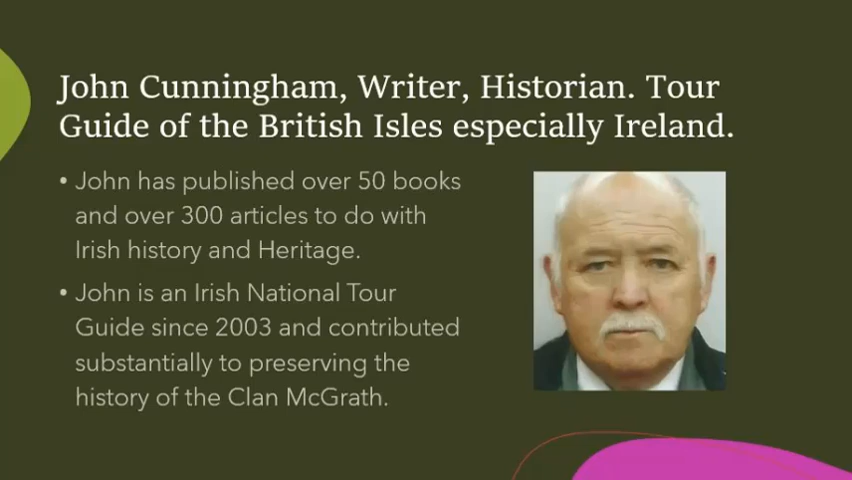 John Cunningham, Writer, Historian. Tour
Guide of the British Isles especially Ireland.
• John has published over 50 books
and over 300 articles to do with
Irish history and Heritage.
• John is an Irish National Tour
Guide since 2003 and contributed
substantially to preserving the
history of the Clan McGrath.